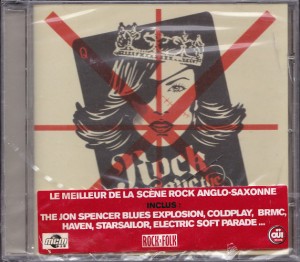 Q
Rock
LE MEILLEUR DE LA SCÈNE ROCK ANGLO-SAXONNE
INCLUS :
THE JON SPENCER BLUES EXPLOSION, COLDPLAY, BRMC,
HAVEN, STARSAILOR, ELECTRIC SOFT PARADE ...
ROCK&FOLK
OÜI